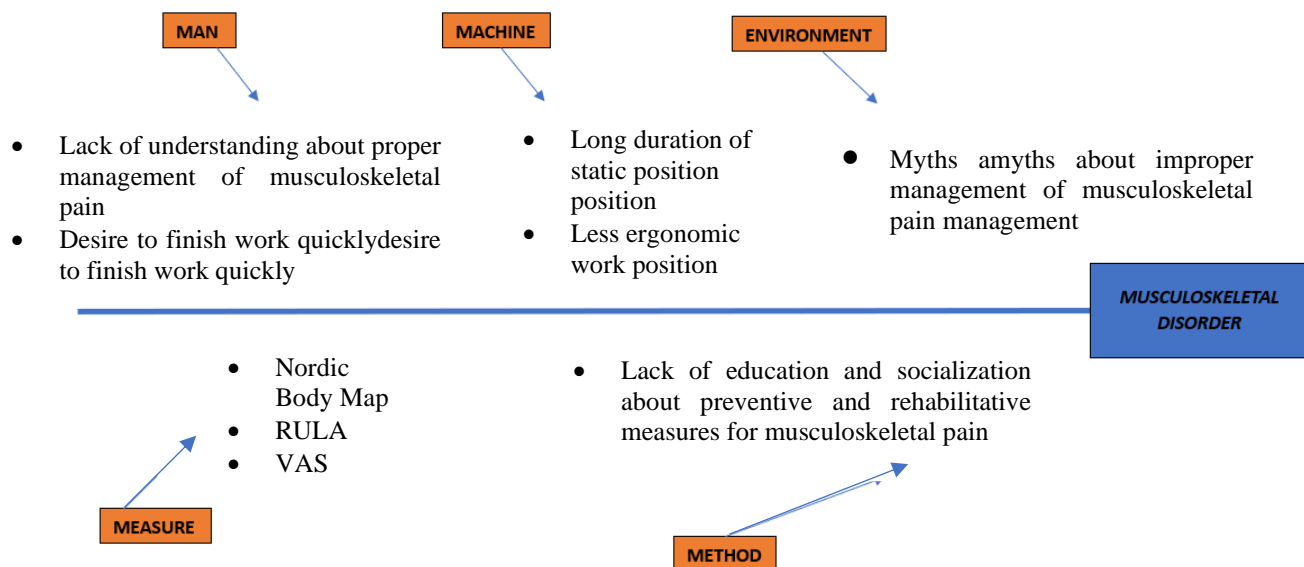 MAN
MACHINE
ENVIRONMENT
• Lack of understanding about proper
management of musculoskeletal
pain
• Desire to finish work quicklydesire
to finish work quickly
• Long duration of
static position
position
• Less ergonomic
work position
• Myths amyths about improper
management of musculoskeletal
pain management
MUSCULOSKELETAL
DISORDER
• Nordic
Body Map
• RULA
• VAS
• Lack of education and socialization
about preventive and rehabilitative
measures for musculoskeletal pain
MEASURE
METHOD